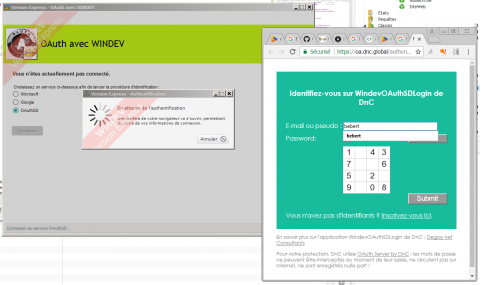 Version Express - OAuth avec WINDEV
OAuth avec WINDEV
Vous n'êtes actuellement pas connecté.
Choisissez un service ci-dessous afin de lancer la procédure d'identification :
Microsoft
Google
OAuthSD
Version Express - Authentification
En attente de l'authentification
Une fenêtre de votre navigateur va s'ouvrir, permettant la saisie de vos informations de connexion.
Annuler
Connexion au service OAuthSD
Etats
Requêtes
Classes
SiteWeb
Sécurisé
https://oa.dnc.global/authen
Identifiez-vous sur WindevOAuthSDLogin de
DnC
E-mail ou pseudo :
bebert
bebert
Password:
1 4 3
7 6
5 2
9 0 8
Submit
Vous n'avez pas d'identifiants ? Inscrivez-vous ici.
En savoir plus sur l'application WindevOAuthSDLogin de DnC : Degoy net
Consultants
Pour votre protection, DnC utilise OAuth Server by DnC : les mots de passe
ne peuvent être interceptés au moment de leur saisie, ne circulent pas sur
Internet, ne sont enregistrés nulle part !